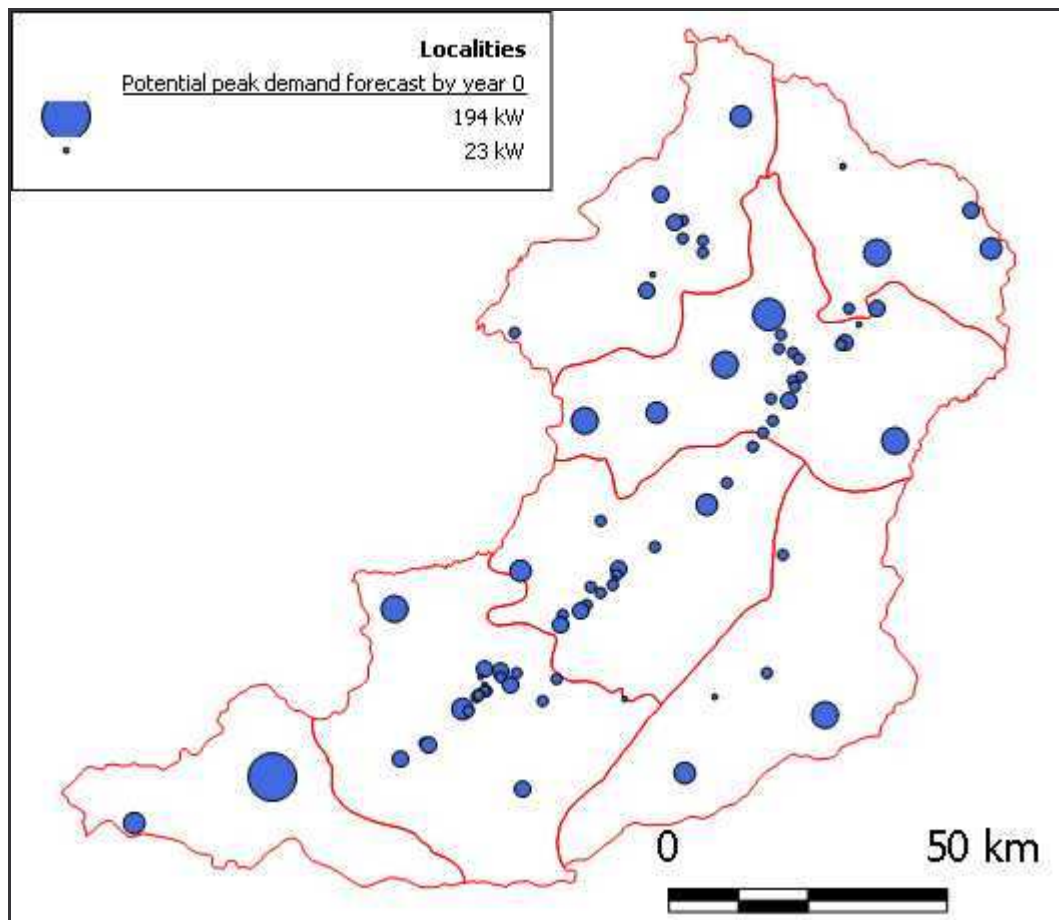 Localities
Potential peak demand forecast by year 0
194 kW
23 kW
0 50 km